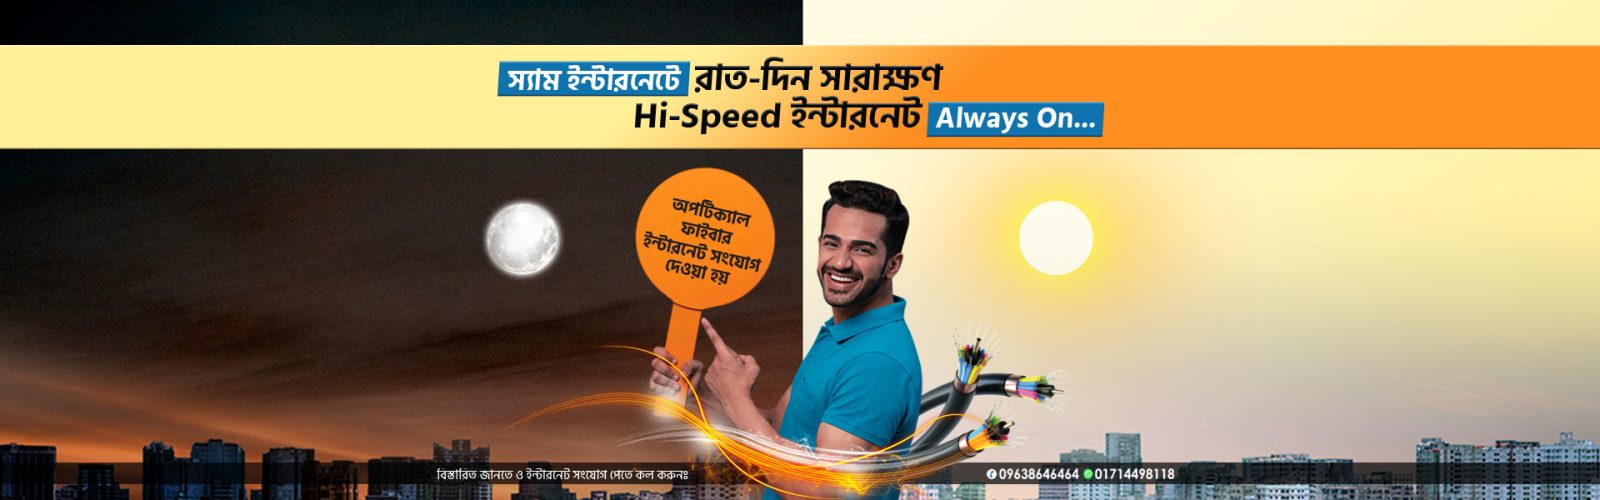 স্যাম ইন্টারনেটে রাত-দিন সারাক্ষণ
Hi-Speed ইন্টারনেট Always On...
অপটিক্যাল
ফাইবার
ইন্টারনেট সংযোগ
দেওয়া হয়
বিস্তারিত জানতে ও ইন্টারনেট সংযোগ পেতে কল করুনঃ 09638646464 01714498118